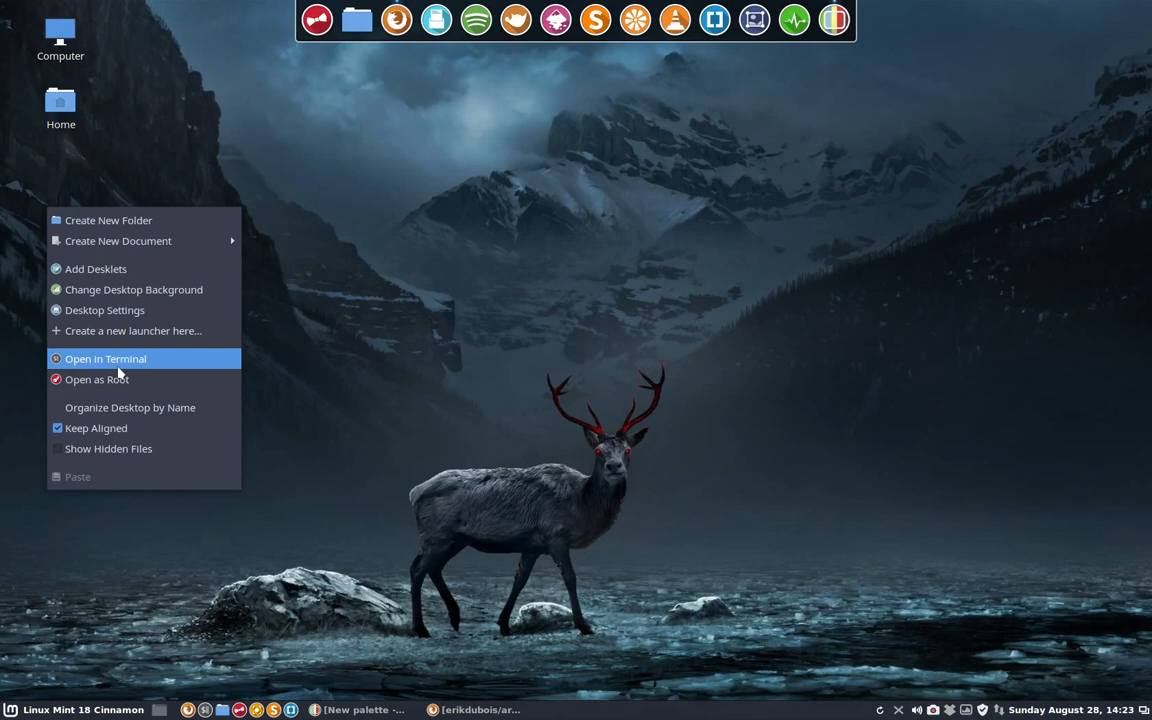 Computer
Home
Create New Folder
Create New Document
Add Desklets
Change Desktop Background
Desktop Settings
Create a new launcher here...
Open in Terminal
Open as Root
Organize Desktop by Name
Keep Aligned
Show Hidden Files
Paste
Linux Mint 18 Cinnamon
[New palette -...
[erikdubois/ar...
Sunday August 28, 14:23